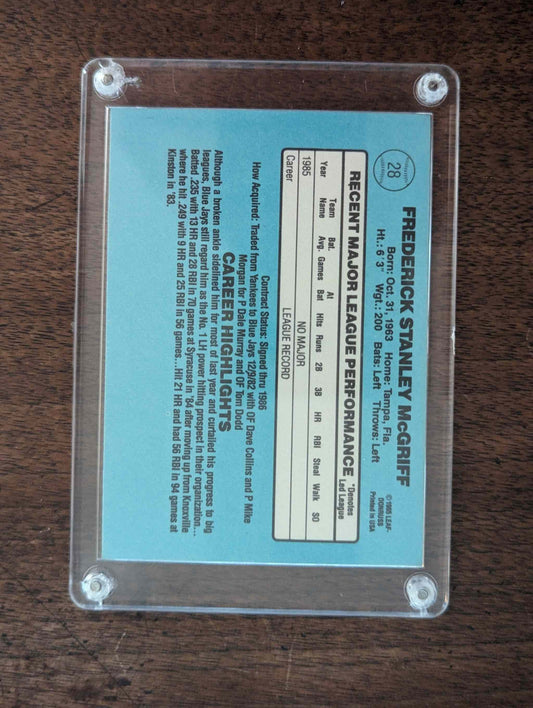 28
FREDERICK STANLEY McGRIFF
Born: Oct. 31, 1963 Home: Tampa, Fla.
Ht.: 6' 3" Wgt.: 200 Bats: Left Throws: Left
© 1985 LEAF-
DONRUSS
Printed in USA
RECENT MAJOR LEAGUE PERFORMANCE
*Denotes
Led League
Year Team Name Bat. Avg. Games At Bat Hits Runs 2B 3B HR RBI Steal Walk SO
1985 NO MAJOR
Career LEAGUE RECORD
Contract Status: Signed thru 1986
How Acquired: Traded from Yankees to Blue Jays 12/9/82 with OF Dave Collins and P Mike
Morgan for P Dale Murray and OF Tom Dodd
CAREER HIGHLIGHTS
Although a broken ankle sidelined him for most of last year and curtailed his progress to big
leagues, Blue Jays still regard him as the No. 1 LH power hitting prospect in their organization...
Batted .235 with 13 HR and 28 RBI in 70 games at Syracuse in '84 after moving up from Knoxville
where he hit .249 with 9 HR and 25 RBI in 56 games...Hit 21 HR and had 56 RBI in 94 games at
Kinston in '83.